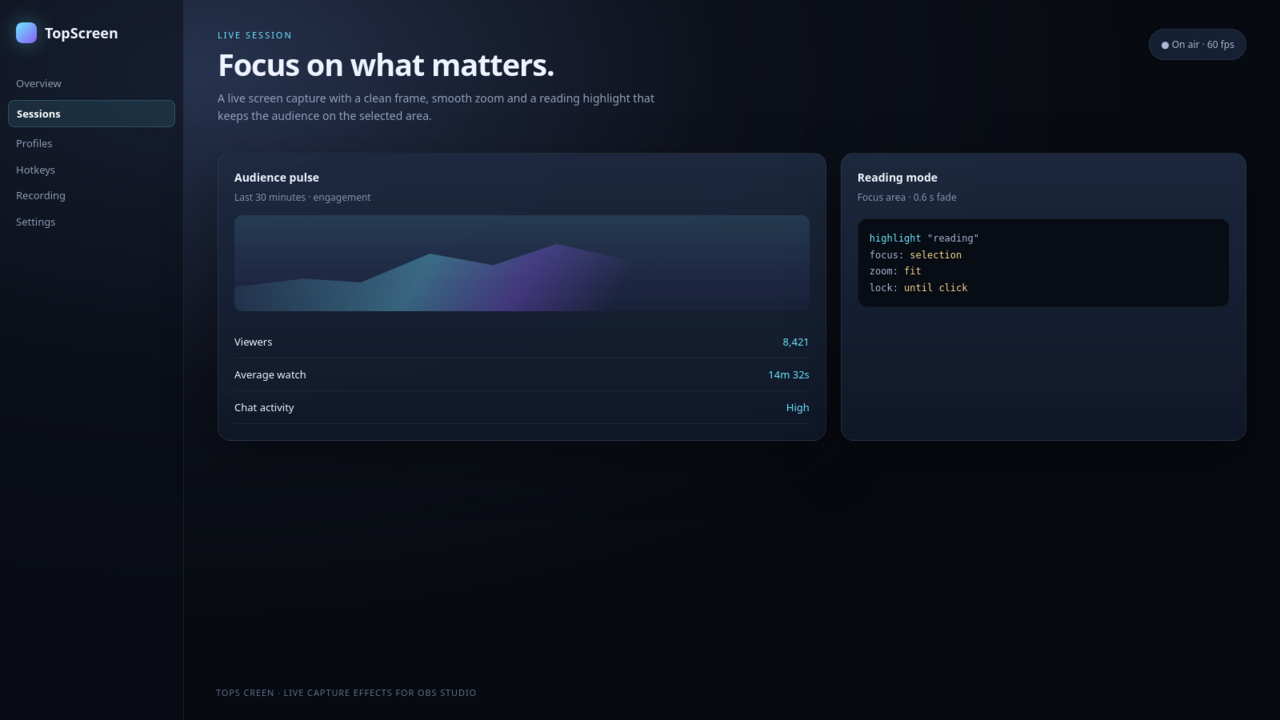 TopScreen
Overview
Sessions
Profiles
Hotkeys
Recording
Settings
LIVE SESSION
Focus on what matters.
A live screen capture with a clean frame, smooth zoom and a reading highlight that
keeps the audience on the selected area.
On air · 60 fps
Audience pulse
Last 30 minutes · engagement
Viewers 8,421
Average watch 14m 32s
Chat activity High
Reading mode
Focus area · 0.6 s fade
highlight "reading"
focus: selection
zoom: fit
lock: until click
TOPS CREEN · LIVE CAPTURE EFFECTS FOR OBS STUDIO